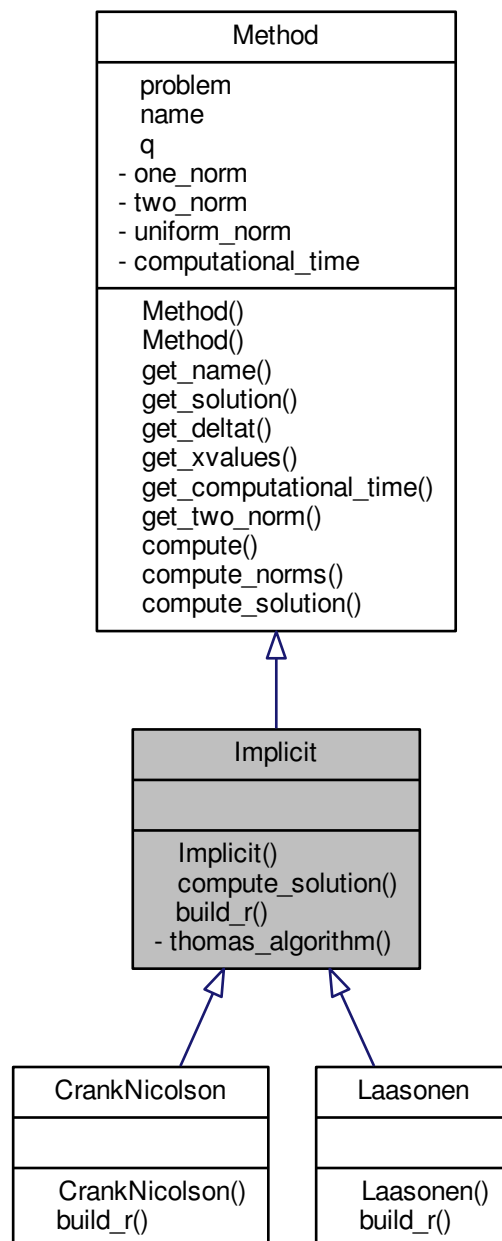 Method
problem
name
q
- one_norm
- two_norm
- uniform_norm
- computational_time
Method()
Method()
get_name()
get_solution()
get_deltat()
get_xvalues()
get_computational_time()
get_two_norm()
compute()
compute_norms()
compute_solution()
Implicit
Implicit()
compute_solution()
build_r()
- thomas_algorithm()
CrankNicolson
CrankNicolson()
build_r()
Laasonen
Laasonen()
build_r()